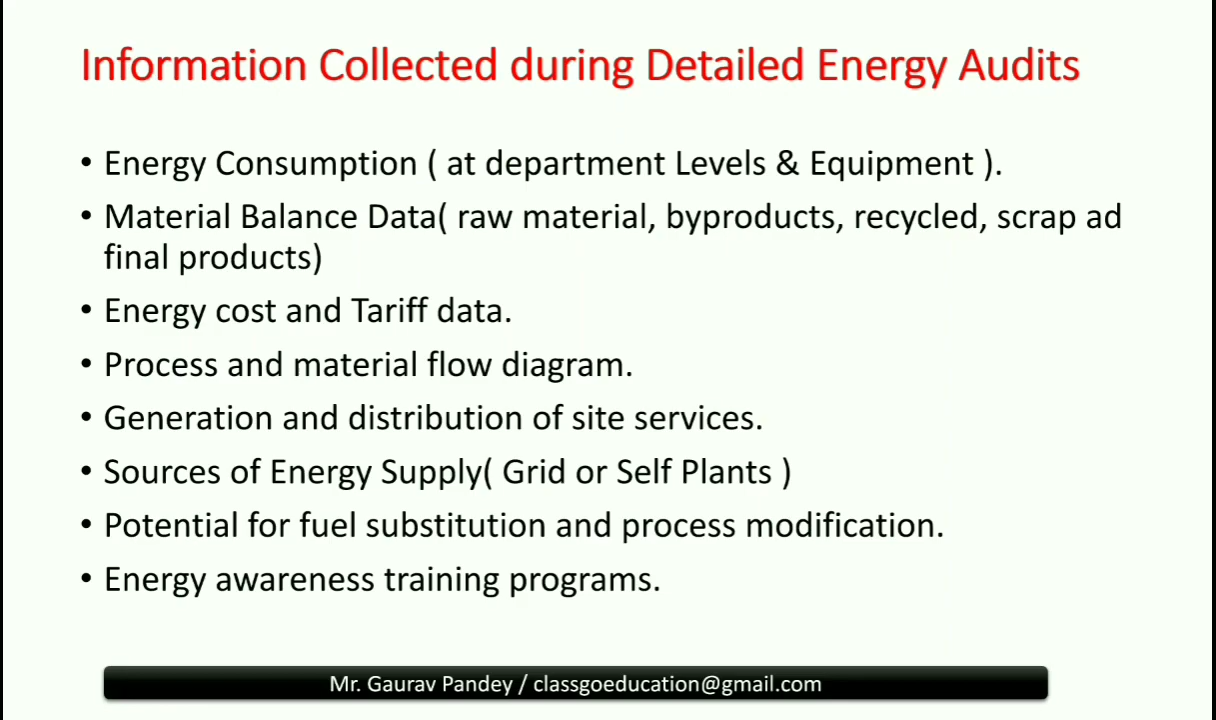 Information Collected during Detailed Energy Audits
• Energy Consumption ( at department Levels & Equipment ).
• Material Balance Data( raw material, byproducts, recycled, scrap ad
final products)
• Energy cost and Tariff data.
• Process and material flow diagram.
• Generation and distribution of site services.
• Sources of Energy Supply( Grid or Self Plants )
• Potential for fuel substitution and process modification.
• Energy awareness training programs.
Mr. Gaurav Pandey / classgoeducation@gmail.com